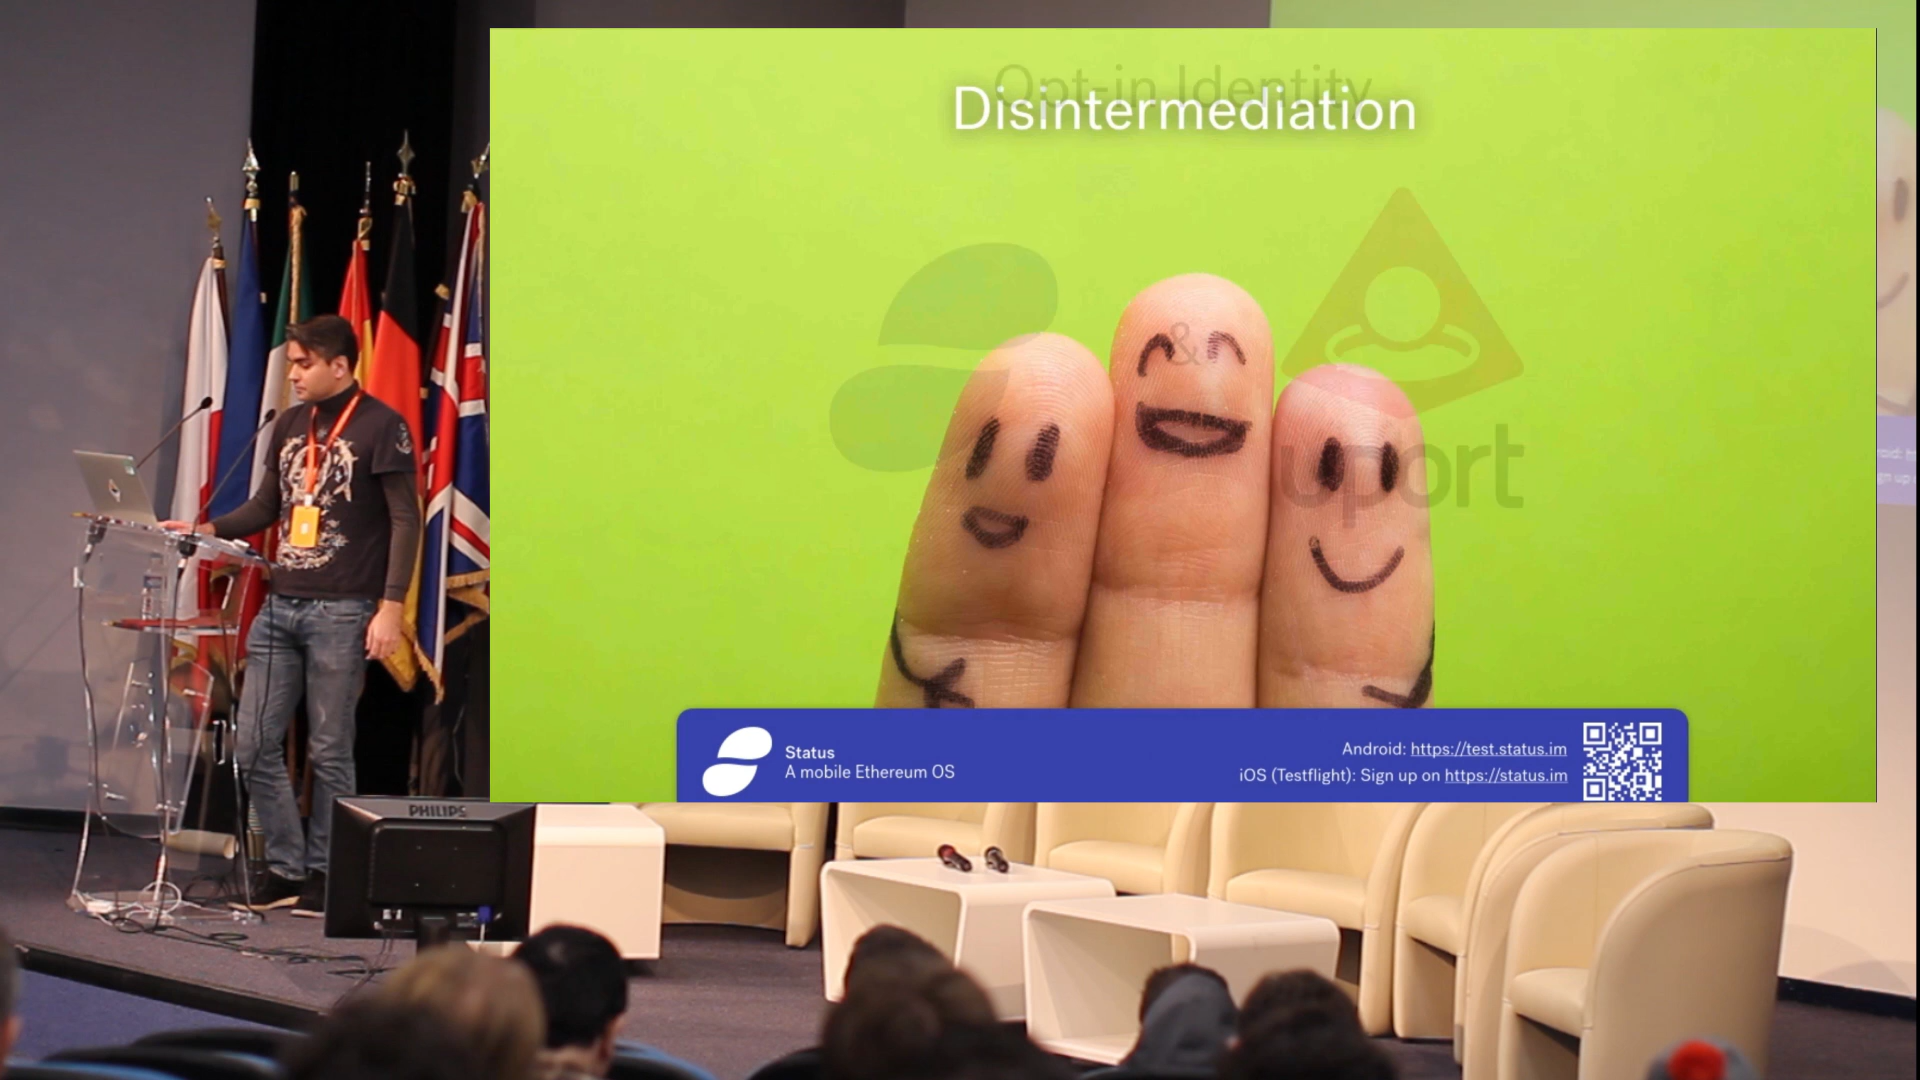 Opt-in Identity
Disintermediation
&
uport
Status
A mobile Ethereum OS
Android: https://test.status.im
iOS (Testflight): Sign up on https://status.im
PHILIPS